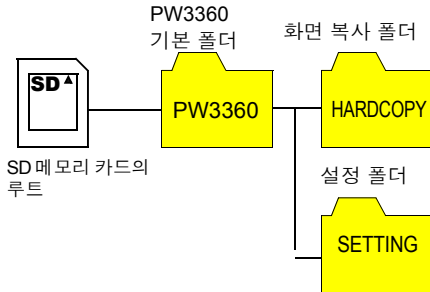 PW3360
기본 폴더
화면 복사 폴더
SD
PW3360
HARDCOPY
SD 메모리 카드의
루트
설정 폴더
SETTING